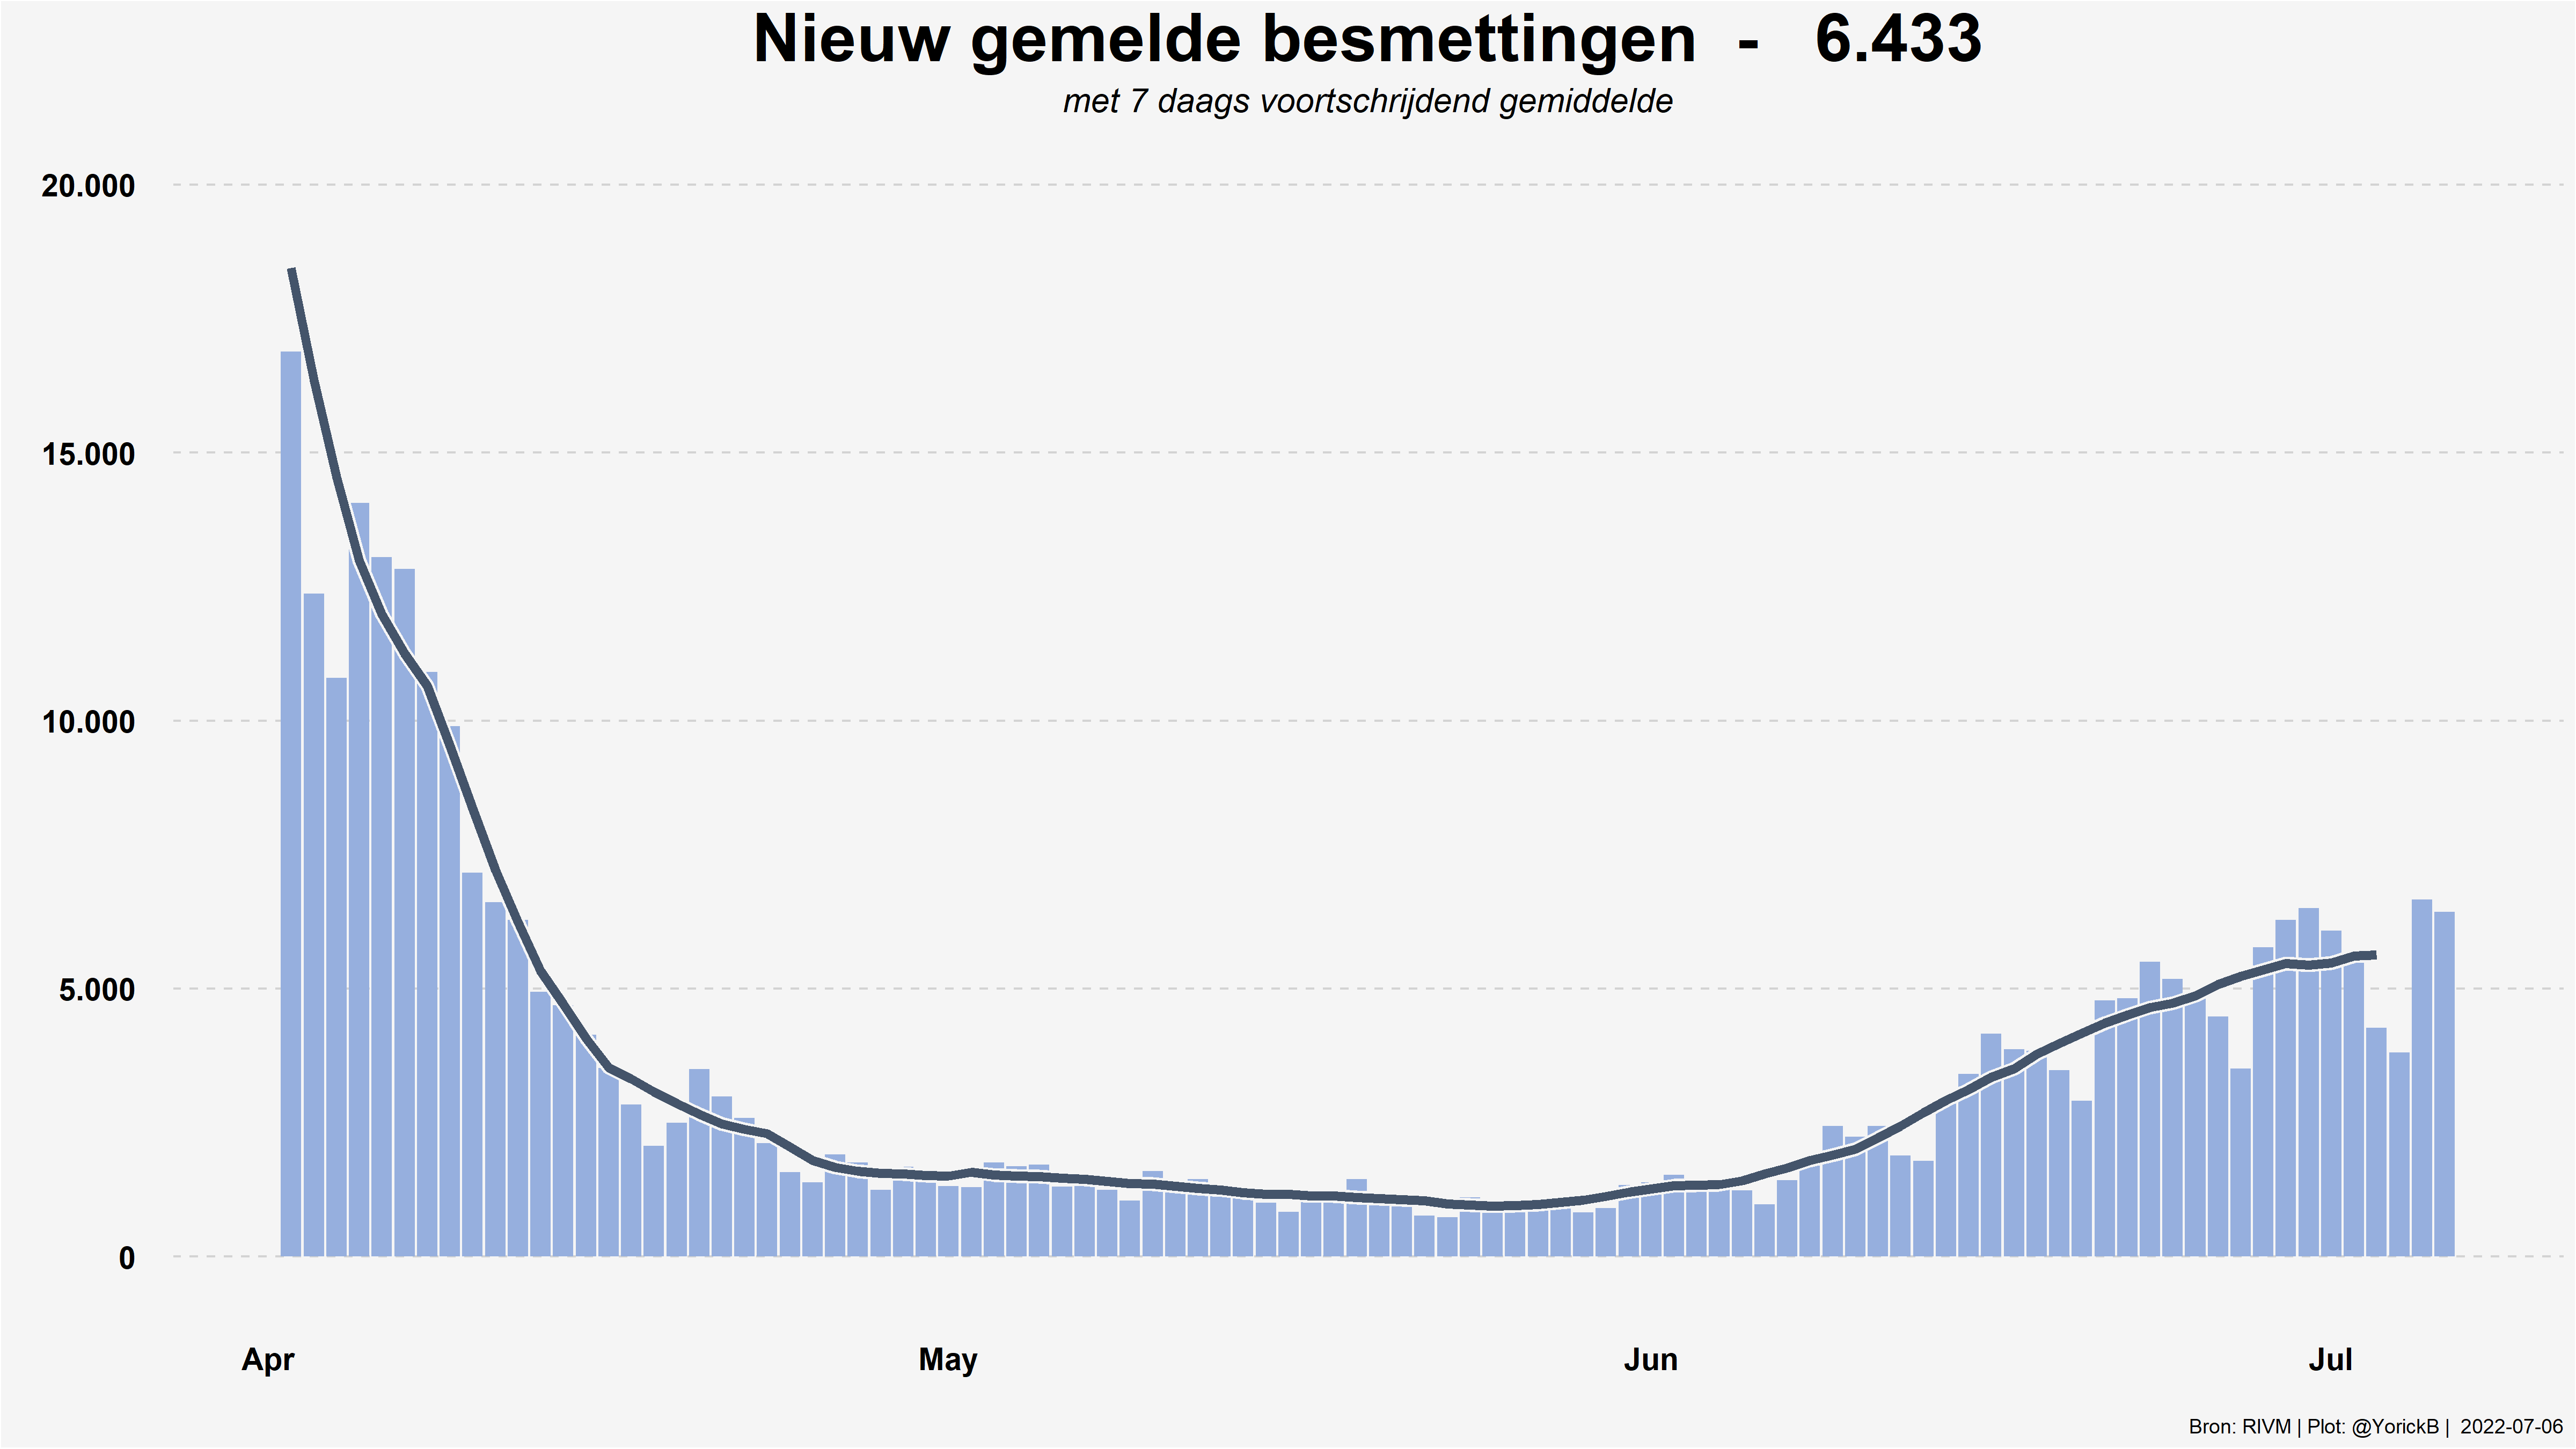 Nieuw gemelde besmettingen - 6.433
met 7 daags voortschrijdend gemiddelde
20.000
15.000
10.000
5.000
0
Apr May Jun Jul
Bron: RIVM | Plot: @YorickB | 2022-07-06